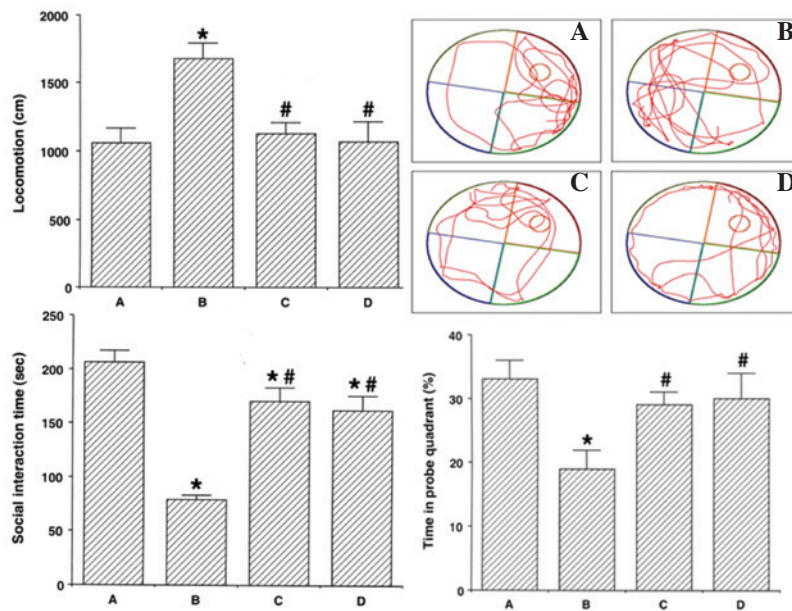 Locomotion (cm)
2000
1500
1000
500
0
*
#
#
A
B
C
D
A
B
C
D
Social interaction time (sec)
250
200
150
100
50
0
*
* #
* #
A
B
C
D
Time in probe quadrant (%)
40
30
20
10
0
*
#
#
A
B
C
D